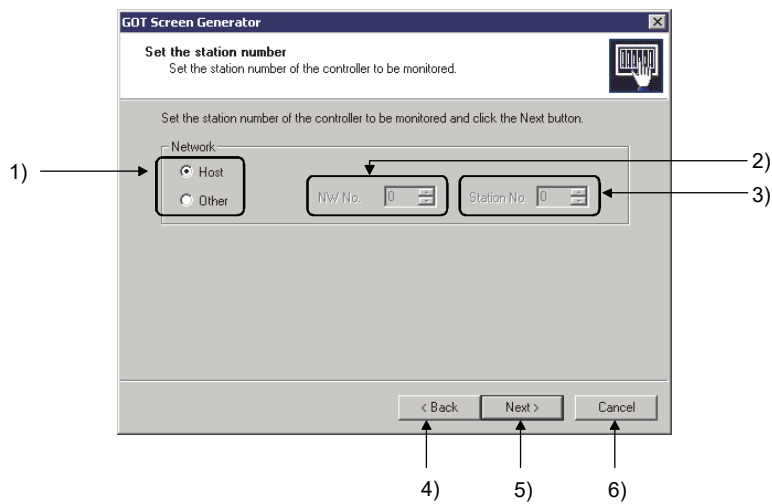 GOT Screen Generator
Set the station number
Set the station number of the controller to be monitored.
Set the station number of the controller to be monitored and click the Next button.
Network
1)
Host
Other
NW No. 0
Station No. 0
2)
3)
< Back
Next >
Cancel
4)
5)
6)